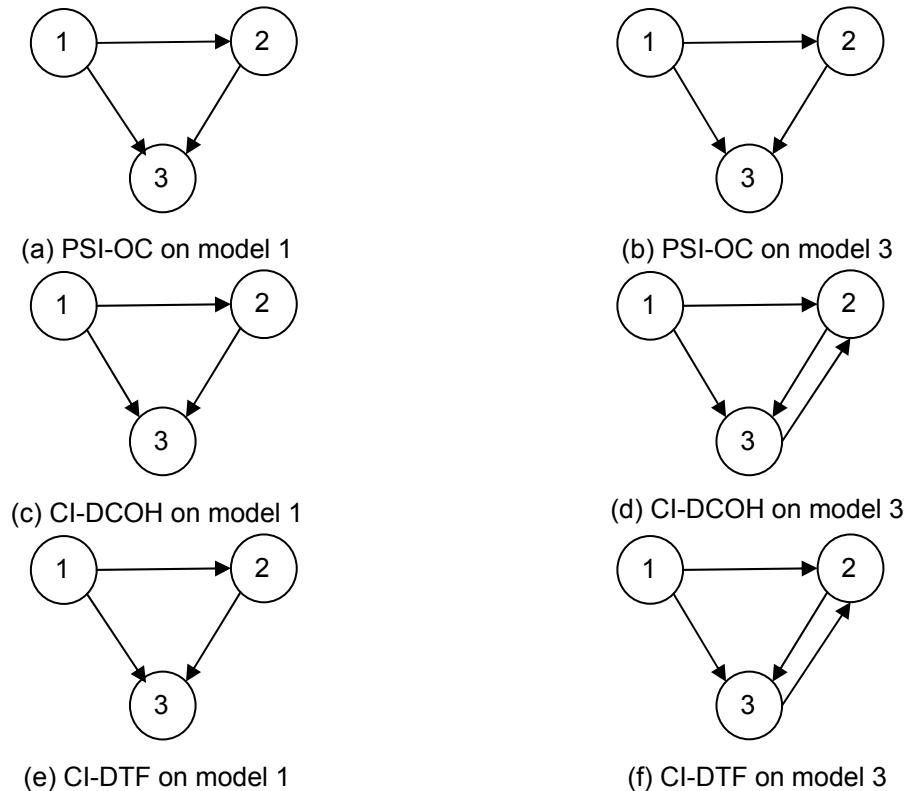 1 2 1 2
3 3
(a) PSI-OC on model 1 (b) PSI-OC on model 3
1 2 1 2
3 3
(c) CI-DCOH on model 1 (d) CI-DCOH on model 3
1 2 1 2
3 3
(e) CI-DTF on model 1 (f) CI-DTF on model 3